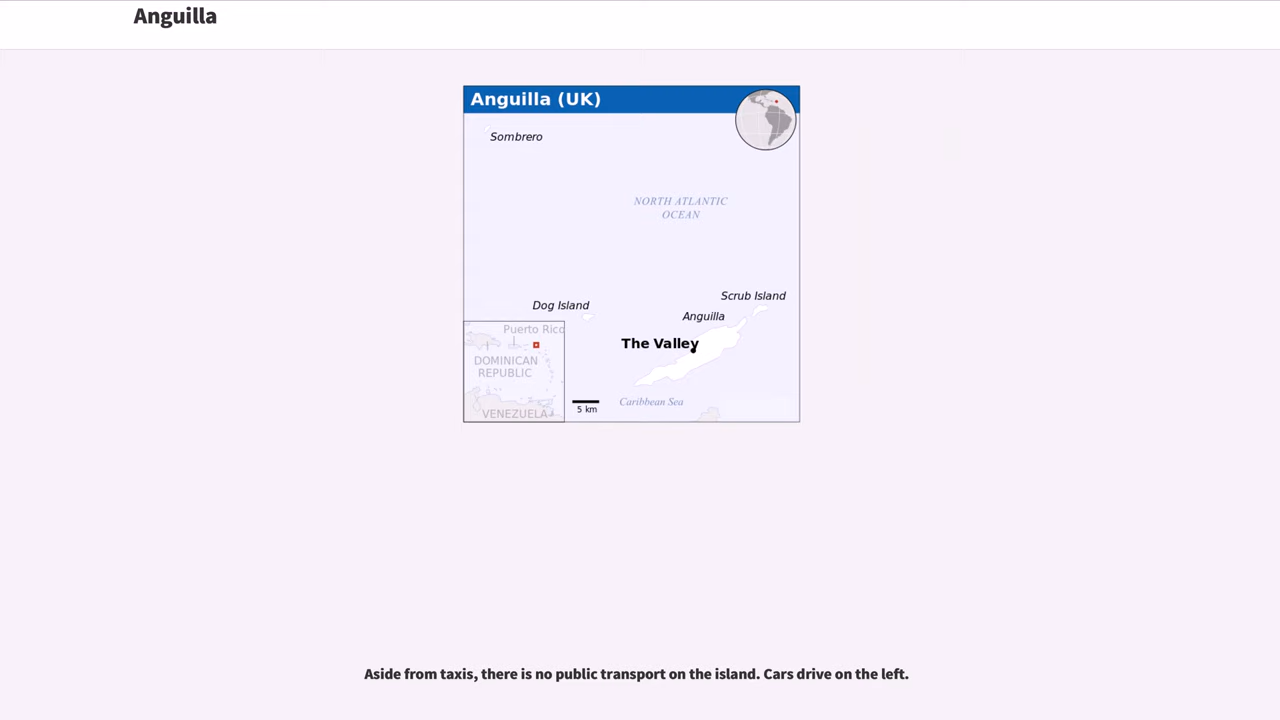 Anguilla
Anguilla (UK)
Sombrero
NORTH ATLANTIC
OCEAN
Scrub Island
Dog Island
Anguilla
Puerto Rico
The Valley
DOMINICAN
REPUBLIC
Caribbean Sea
5 km
VENEZUELA
Aside from taxis, there is no public transport on the island. Cars drive on the left.